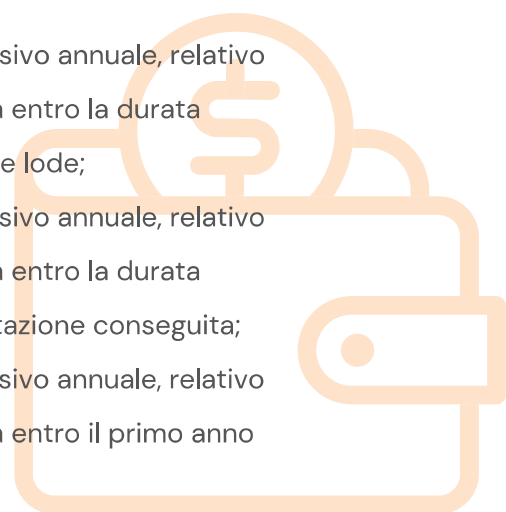 sivo annuale, relativo
entro la durata
e lode;
sivo annuale, relativo
entro la durata
tazione conseguita;
sivo annuale, relativo
entro il primo anno